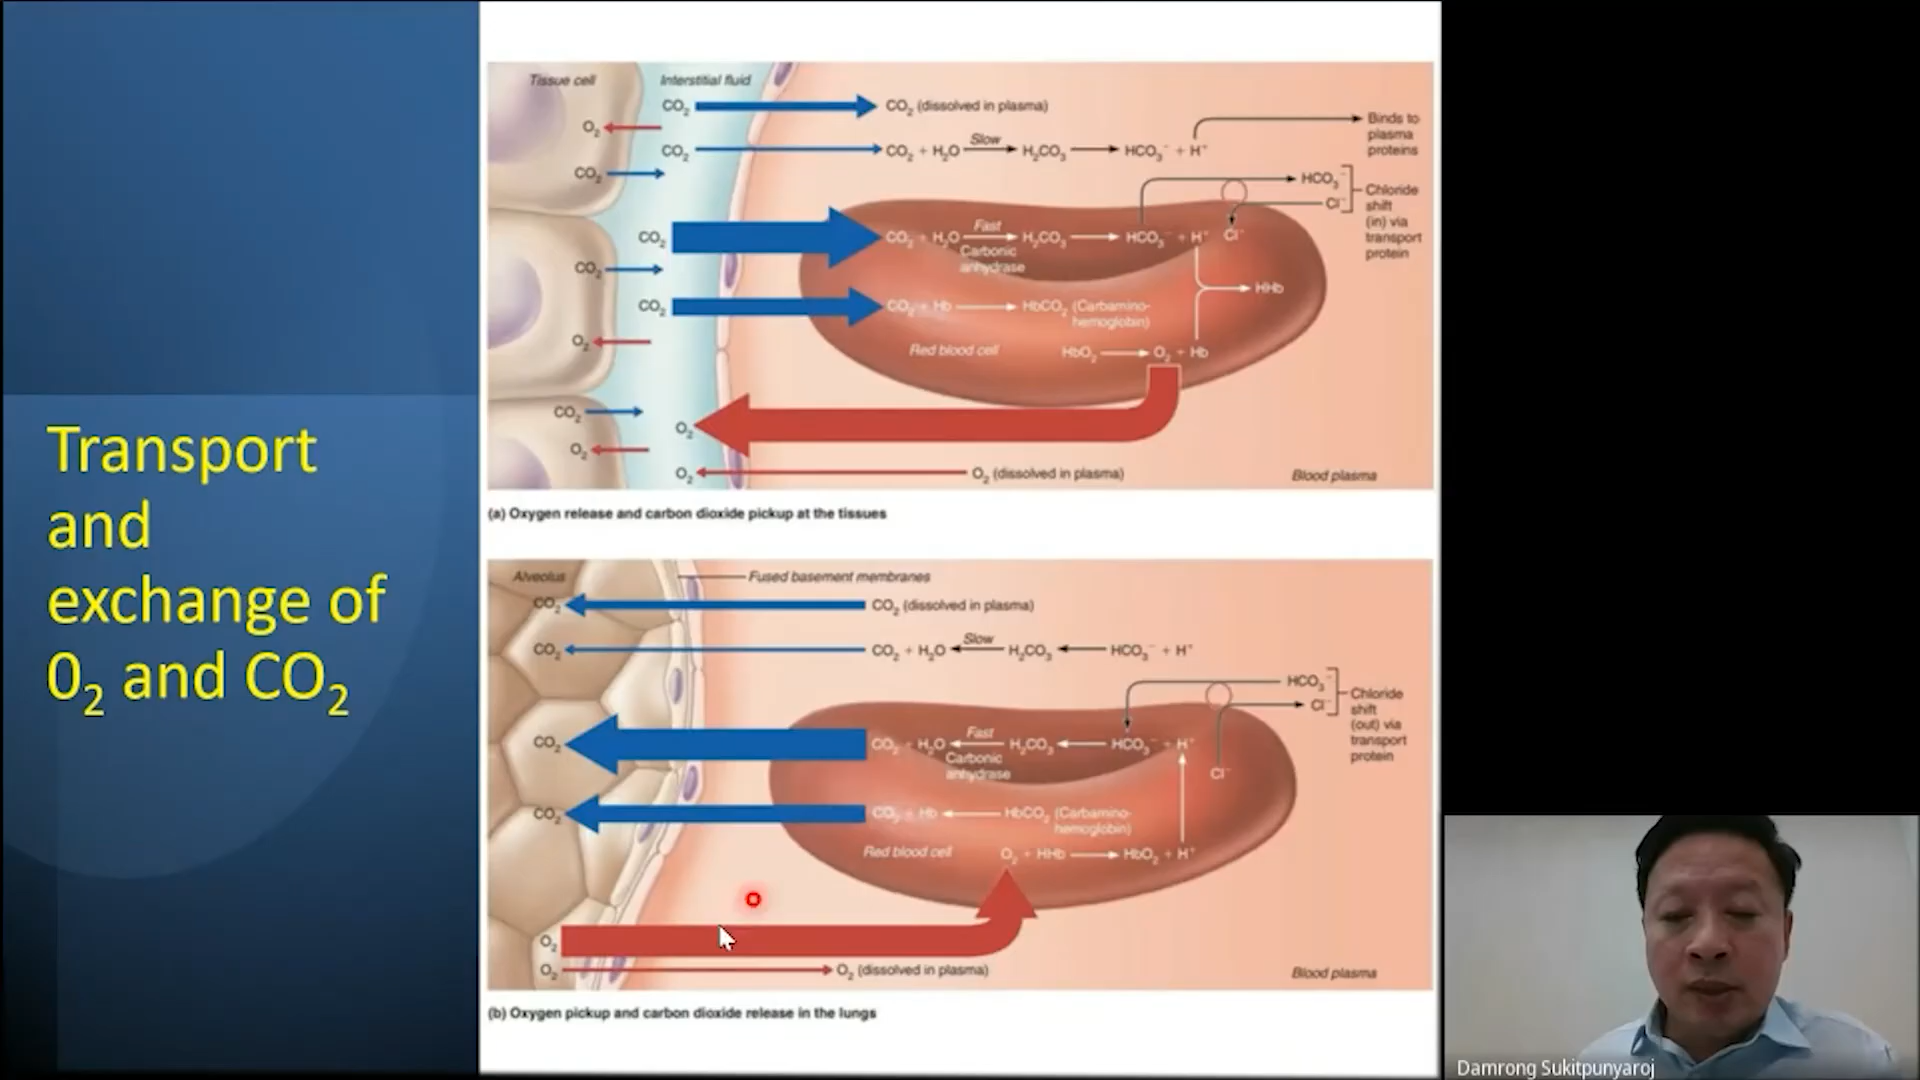 Transport
and
exchange of
0₂ and CO₂
Tissue cell
Interstitial fluid
CO₂
CO₂ (dissolved in plasma)
O₂
CO₂
CO₂ + H₂O
Slow
H₂CO₃
HCO₃⁻ + H⁺
Binds to
plasma
proteins
CO₂
HCO₃⁻
Cl⁻
Chloride
shift
(in) via
transport
protein
CO₂
CO₂ + H₂O
Fast
Carbonic
anhydrase
H₂CO₃
HCO₃⁻ + H⁺
Cl⁻
CO₂
HHb
CO₂
CO₂ + Hb
HbCO₂ (Carbamino-
hemoglobin)
O₂
Red blood cell
HbO₂
O₂ + Hb
CO₂
O₂
O₂
O₂
O₂ (dissolved in plasma)
Blood plasma
(a) Oxygen release and carbon dioxide pickup at the tissues
Alveolus
Fused basement membranes
CO₂
CO₂ (dissolved in plasma)
CO₂
CO₂ + H₂O
Slow
H₂CO₃
HCO₃⁻ + H⁺
HCO₃⁻
Cl⁻
Chloride
shift
(out) via
transport
protein
CO₂
CO₂ + H₂O
Fast
Carbonic
anhydrase
H₂CO₃
HCO₃⁻ + H⁺
Cl⁻
CO₂
CO₂ + Hb
HbCO₂ (Carbamino-
hemoglobin)
Red blood cell
O₂ + HHb
HbO₂ + H⁺
O₂
O₂
O₂ (dissolved in plasma)
Blood plasma
(b) Oxygen pickup and carbon dioxide release in the lungs
Damrong Sukitpunyaroj